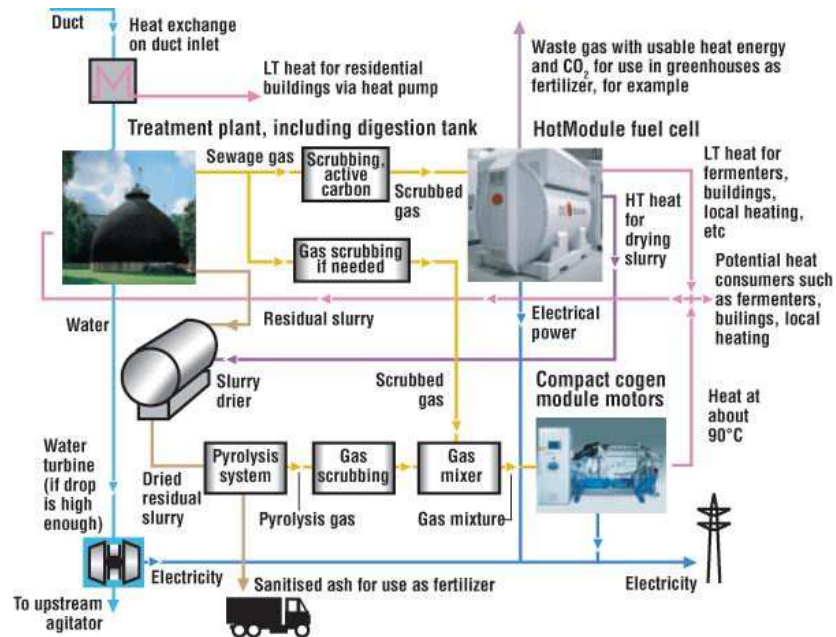 Duct
Heat exchange
on duct inlet
LT heat for residential
buildings via heat pump
Waste gas with usable heat energy
and CO₂ for use in greenhouses as
fertilizer, for example
Treatment plant, including digestion tank
HotModule fuel cell
Sewage gas
Scrubbing,
active
carbon
Scrubbed
gas
LT heat for
fermenters,
buildings,
local heating,
etc
HT heat
for
drying
slurry
Gas scrubbing
if needed
Potential heat
consumers such
as fermenters,
builings, local
heating
Water
Residual slurry
Electrical
power
Slurry
drier
Scrubbed
gas
Compact cogen
module motors
Heat at
about
90°C
Water
turbine
(if drop
is high
enough)
Dried
residual
slurry
Pyrolysis
system
Gas
scrubbing
Gas
mixer
Pyrolysis gas
Gas mixture
Electricity
Electricity
Sanitised ash for use as fertilizer
To upstream
agitator